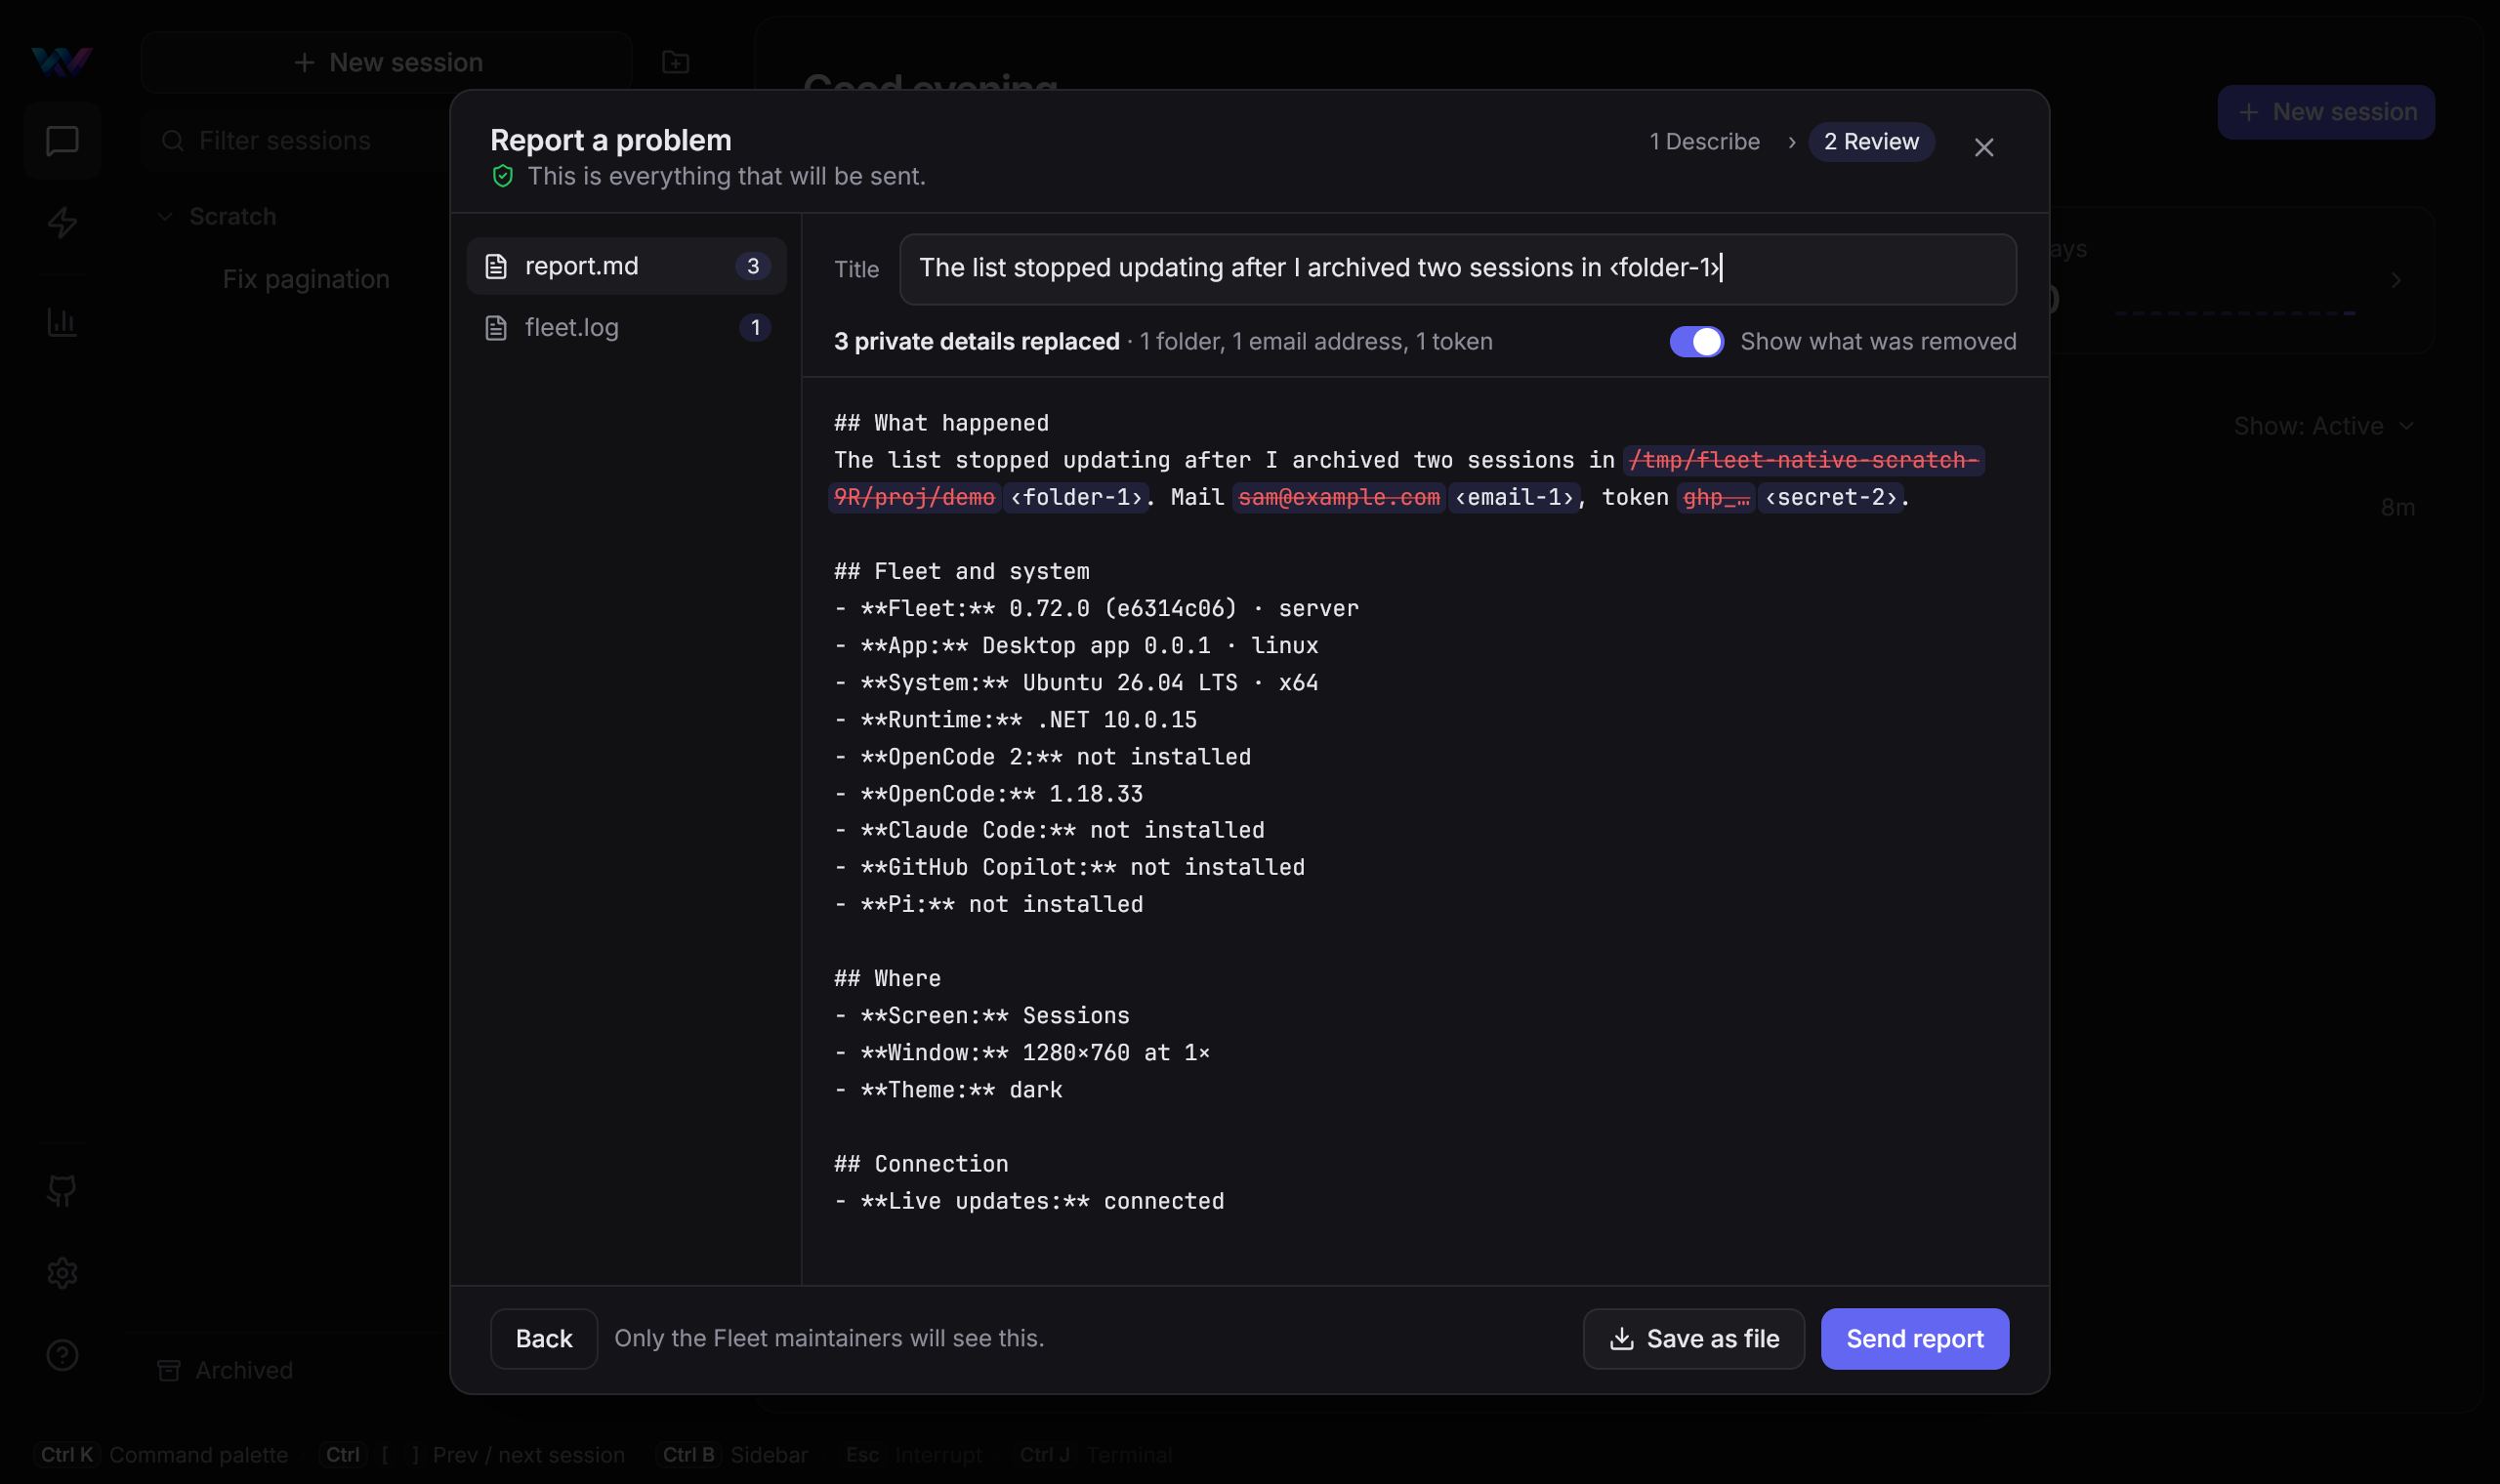 New session
Good evening
New session
Filter sessions
Scratch
Fix pagination
Report a problem
This is everything that will be sent.
1 Describe › 2 Review
report.md 3
fleet.log 1
Title The list stopped updating after I archived two sessions in ‹folder-1›
3 private details replaced · 1 folder, 1 email address, 1 token
Show what was removed
## What happened
The list stopped updating after I archived two sessions in /tmp/fleet-native-scratch-
9R/proj/demo ‹folder-1›. Mail sam@example.com ‹email-1›, token ghp_… ‹secret-2›.
## Fleet and system
- **Fleet:** 0.72.0 (e6314c06) · server
- **App:** Desktop app 0.0.1 · linux
- **System:** Ubuntu 26.04 LTS · x64
- **Runtime:** .NET 10.0.15
- **OpenCode 2:** not installed
- **OpenCode:** 1.18.33
- **Claude Code:** not installed
- **GitHub Copilot:** not installed
- **Pi:** not installed
## Where
- **Screen:** Sessions
- **Window:** 1280×760 at 1×
- **Theme:** dark
## Connection
- **Live updates:** connected
Back
Only the Fleet maintainers will see this.
Save as file
Send report
ays
Show: Active
8m
Archived
Ctrl K Command palette Ctrl [ ] Prev / next session Ctrl B Sidebar Esc Interrupt Ctrl J Terminal